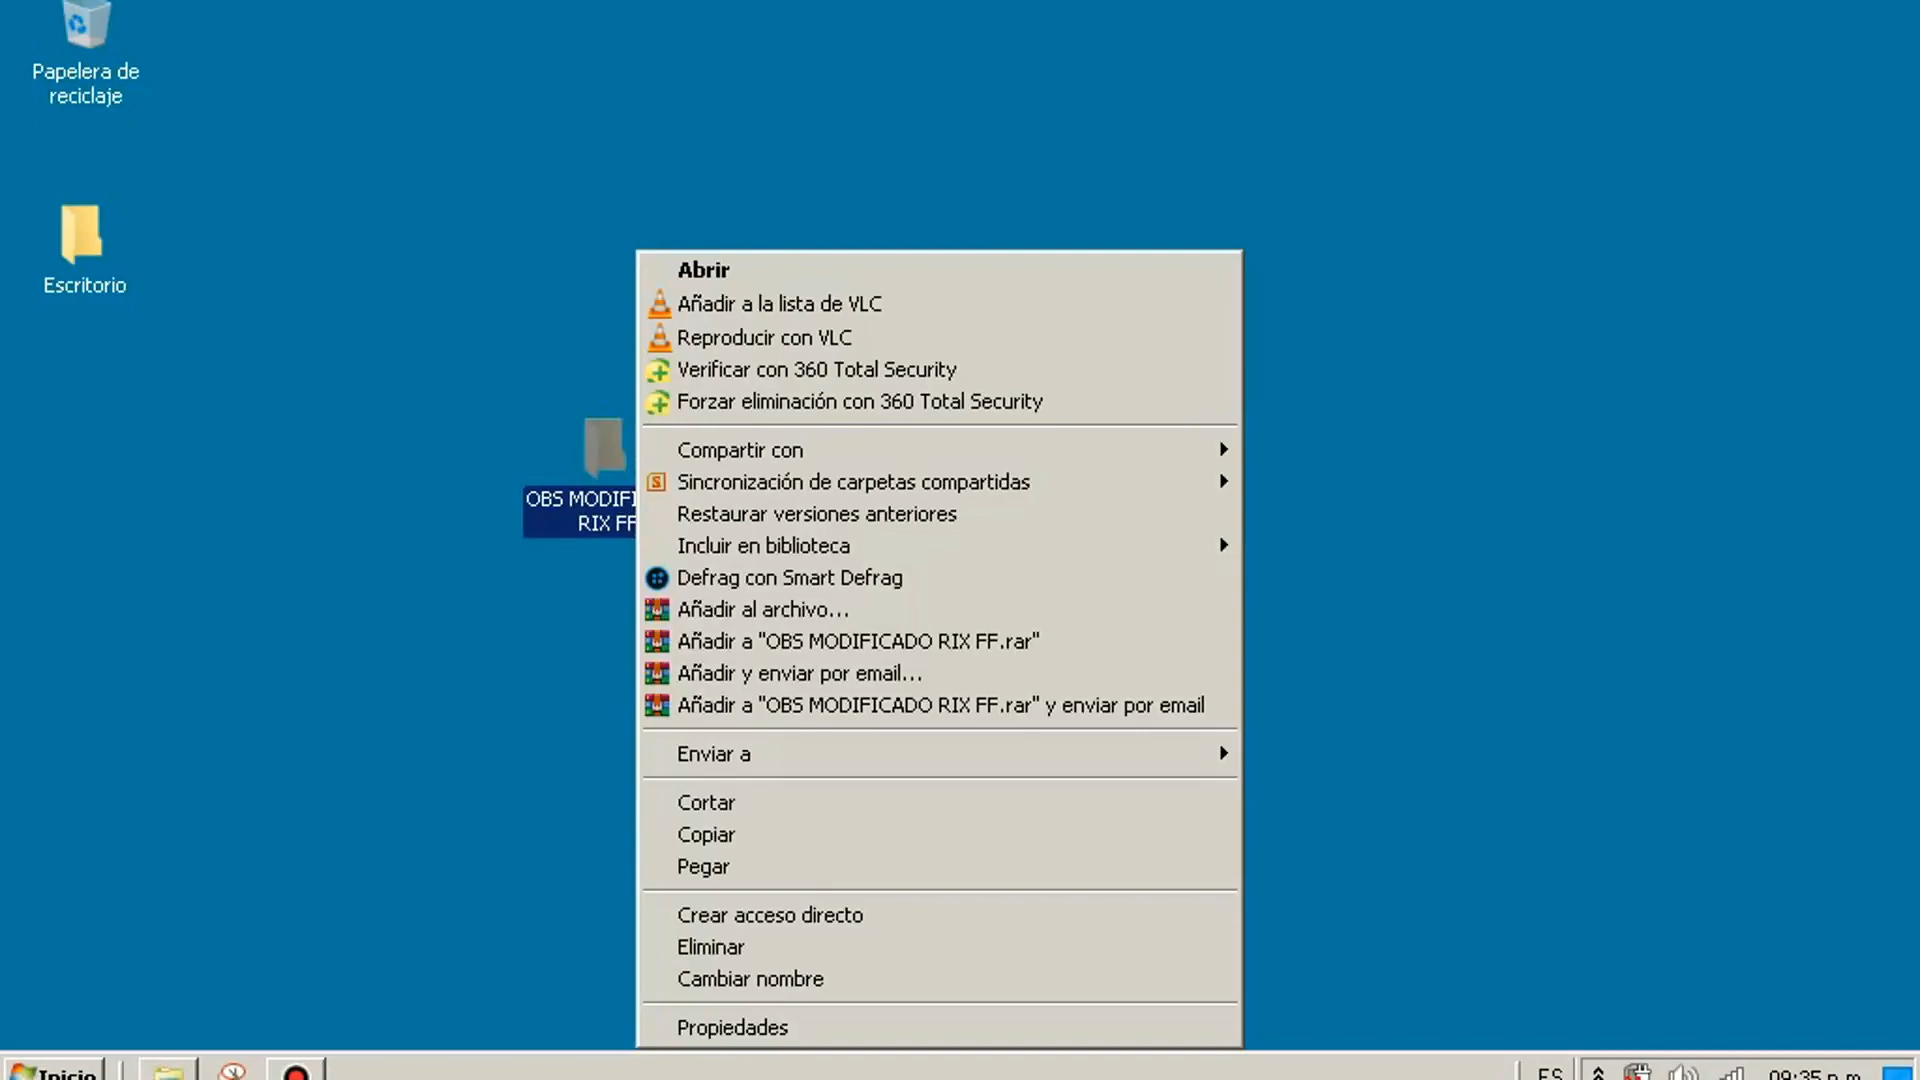 Papelera de
reciclaje
Escritorio
OBS MODIFI
RIX FF
Abrir
Añadir a la lista de VLC
Reproducir con VLC
Verificar con 360 Total Security
Forzar eliminación con 360 Total Security
Compartir con
Sincronización de carpetas compartidas
Restaurar versiones anteriores
Incluir en biblioteca
Defrag con Smart Defrag
Añadir al archivo...
Añadir a "OBS MODIFICADO RIX FF.rar"
Añadir y enviar por email...
Añadir a "OBS MODIFICADO RIX FF.rar" y enviar por email
Enviar a
Cortar
Copiar
Pegar
Crear acceso directo
Eliminar
Cambiar nombre
Propiedades
Inicio
ES
09:35 p.m.